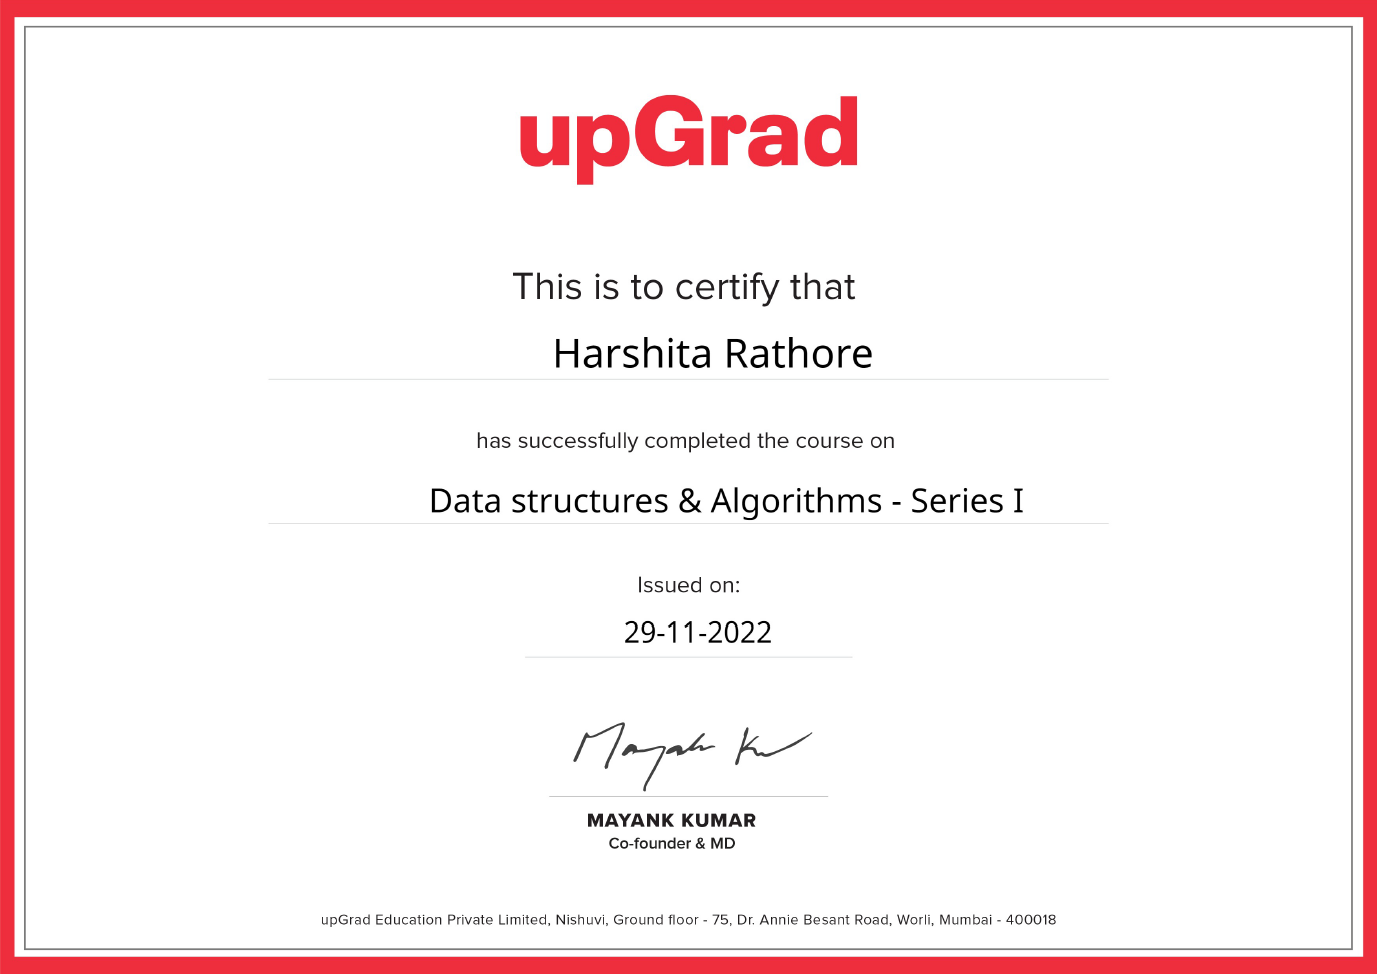 upGrad
This is to certify that
Harshita Rathore
has successfully completed the course on
Data structures & Algorithms - Series I
Issued on:
29-11-2022
Mayank Ku
MAYANK KUMAR
Co-founder & MD
upGrad Education Private Limited, Nishuvi, Ground floor - 75, Dr. Annie Besant Road, Worli, Mumbai - 400018